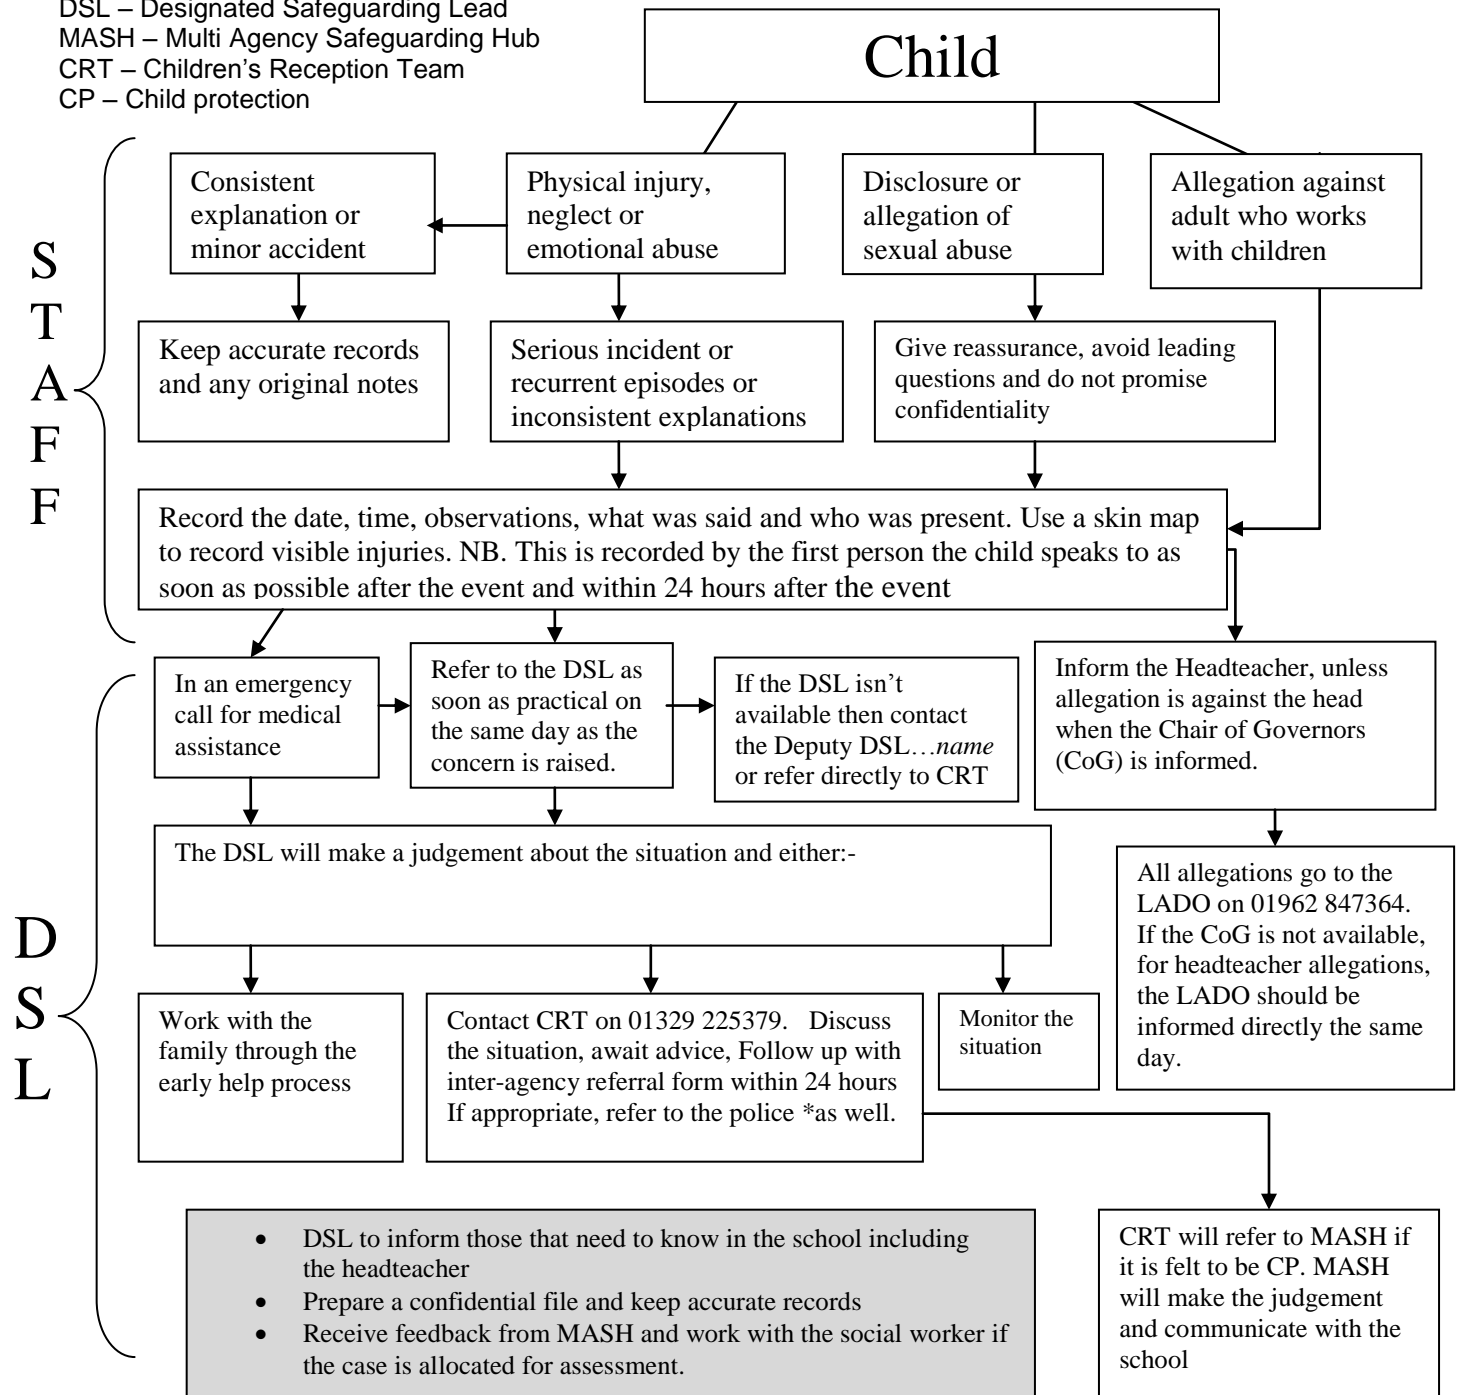 DSL – Designated Safeguarding Lead
MASH – Multi Agency Safeguarding Hub
CRT – Children's Reception Team
CP – Child protection
Child
S
T
A
F
F
Consistent
explanation or
minor accident
Physical injury,
neglect or
emotional abuse
Disclosure or
allegation of
sexual abuse
Allegation against
adult who works
with children
Keep accurate records
and any original notes
Serious incident or
recurrent episodes or
inconsistent explanations
Give reassurance, avoid leading
questions and do not promise
confidentiality
Record the date, time, observations, what was said and who was present. Use a skin map
to record visible injuries. NB. This is recorded by the first person the child speaks to as
soon as possible after the event and within 24 hours after the event
D
S
L
In an emergency
call for medical
assistance
Refer to the DSL as
soon as practical on
the same day as the
concern is raised.
If the DSL isn't
available then contact
the Deputy DSL…name
or refer directly to CRT
Inform the Headteacher, unless
allegation is against the head
when the Chair of Governors
(CoG) is informed.
The DSL will make a judgement about the situation and either:-
All allegations go to the
LADO on 01962 847364.
If the CoG is not available,
for headteacher allegations,
the LADO should be
informed directly the same
day.
Work with the
family through the
early help process
Contact CRT on 01329 225379. Discuss
the situation, await advice, Follow up with
inter-agency referral form within 24 hours
If appropriate, refer to the police *as well.
Monitor the
situation
• DSL to inform those that need to know in the school including
the headteacher
• Prepare a confidential file and keep accurate records
• Receive feedback from MASH and work with the social worker if
the case is allocated for assessment.
CRT will refer to MASH if
it is felt to be CP. MASH
will make the judgement
and communicate with the
school